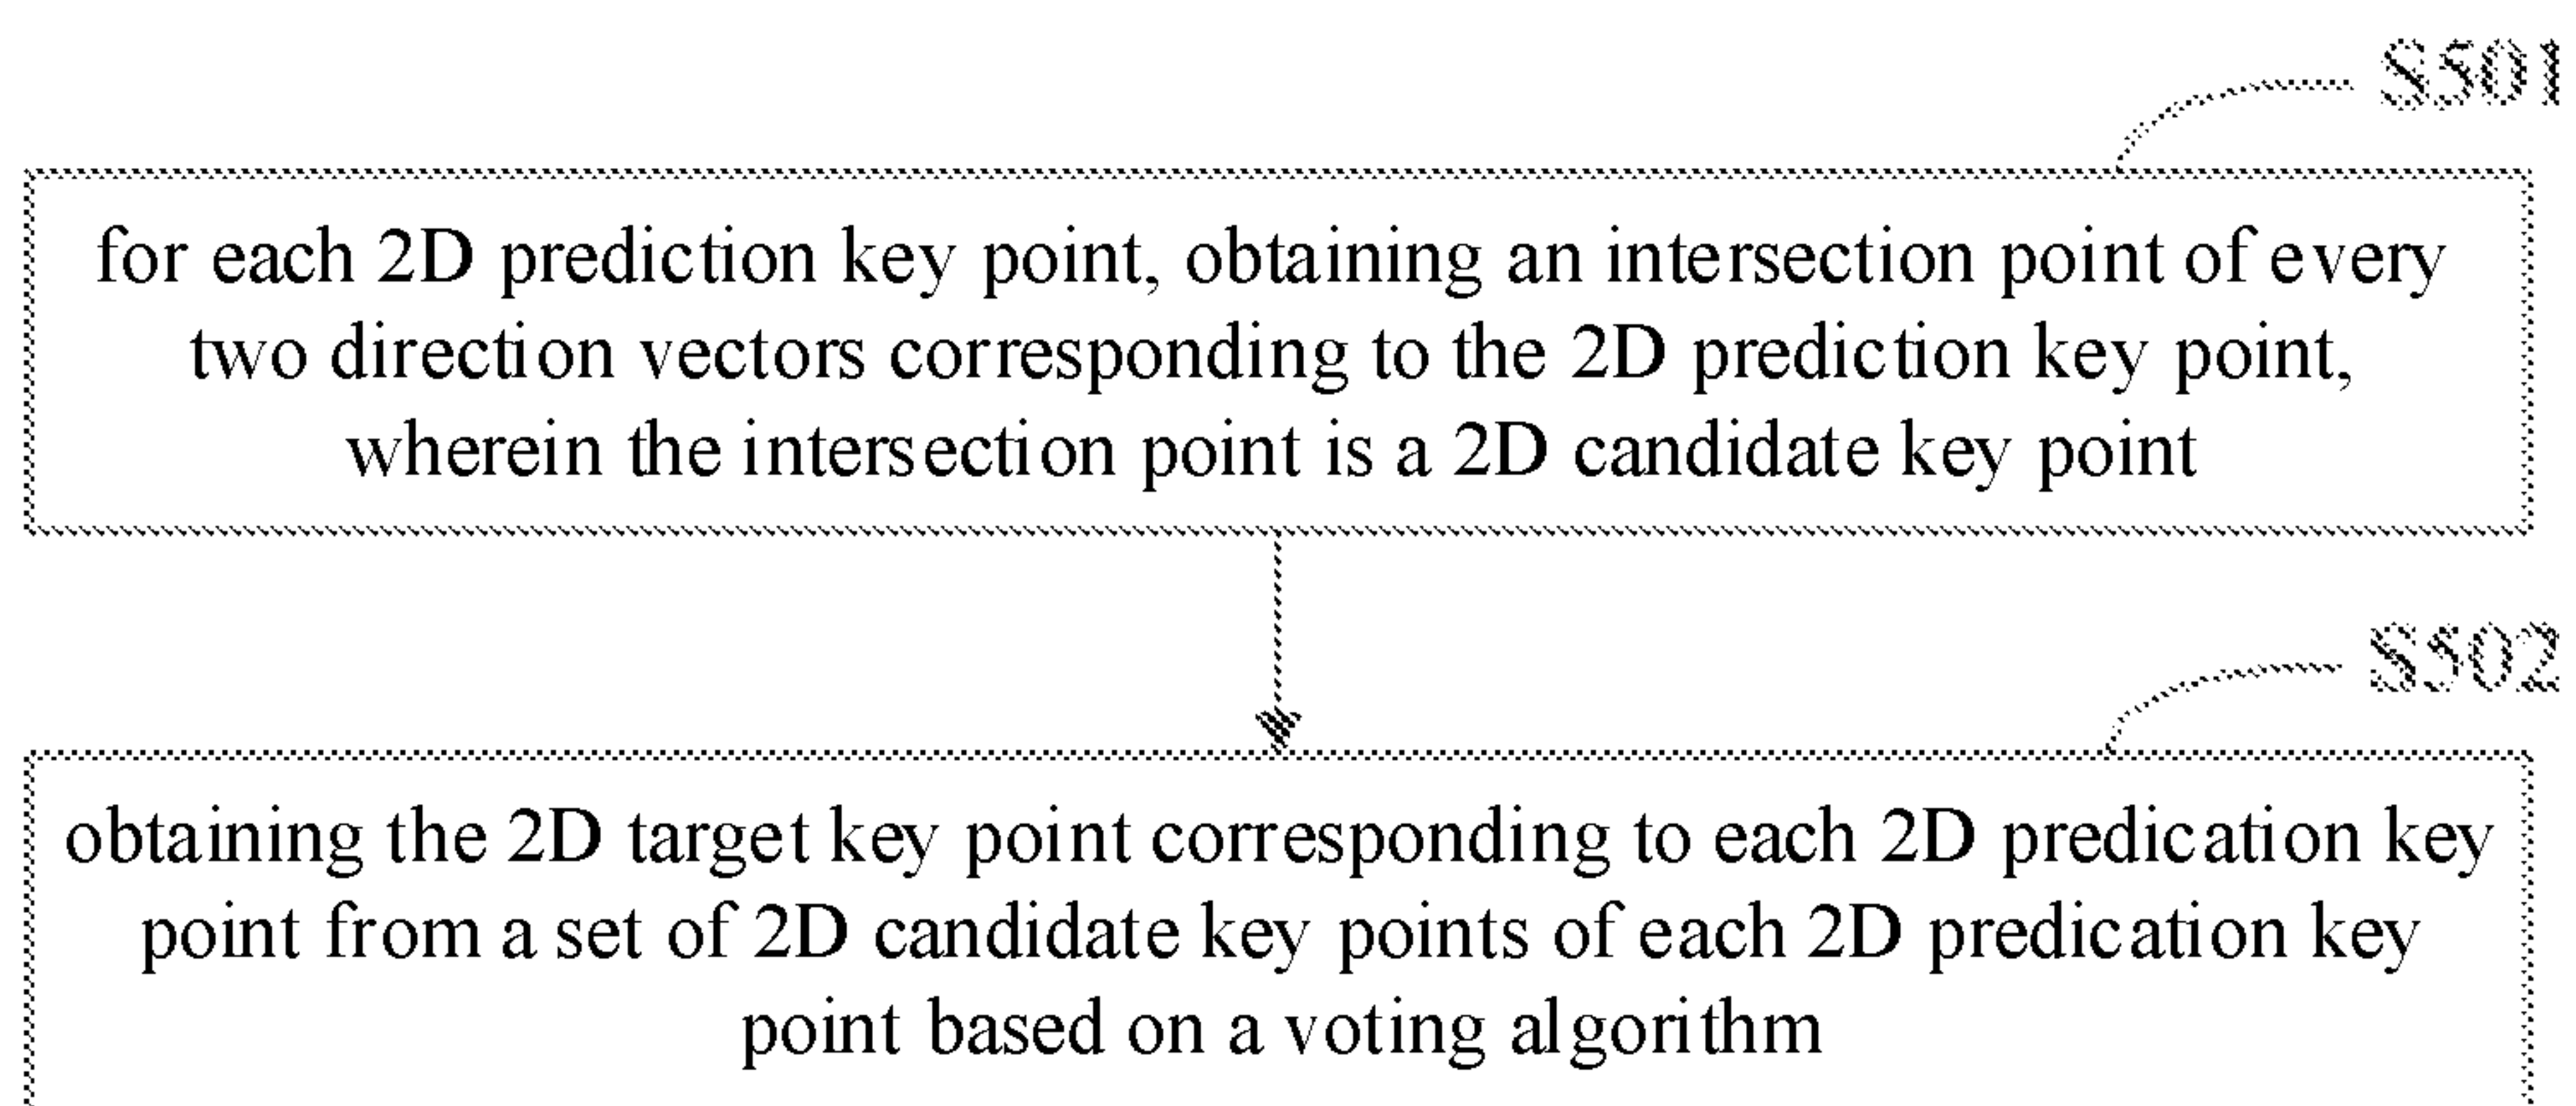 S501
for each 2D prediction key point, obtaining an intersection point of every
two direction vectors corresponding to the 2D prediction key point,
wherein the intersection point is a 2D candidate key point
S502
obtaining the 2D target key point corresponding to each 2D predication key
point from a set of 2D candidate key points of each 2D predication key
point based on a voting algorithm